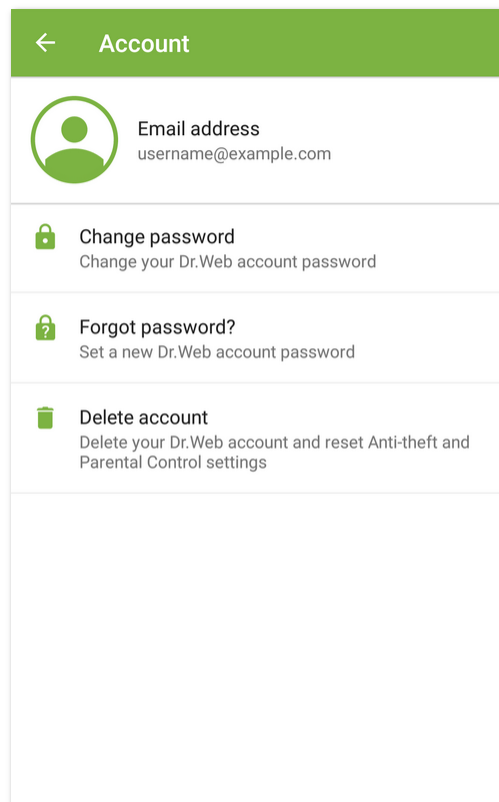 Account
Email address
username@example.com
Change password
Change your Dr.Web account password
Forgot password?
Set a new Dr.Web account password
Delete account
Delete your Dr.Web account and reset Anti-theft and
Parental Control settings